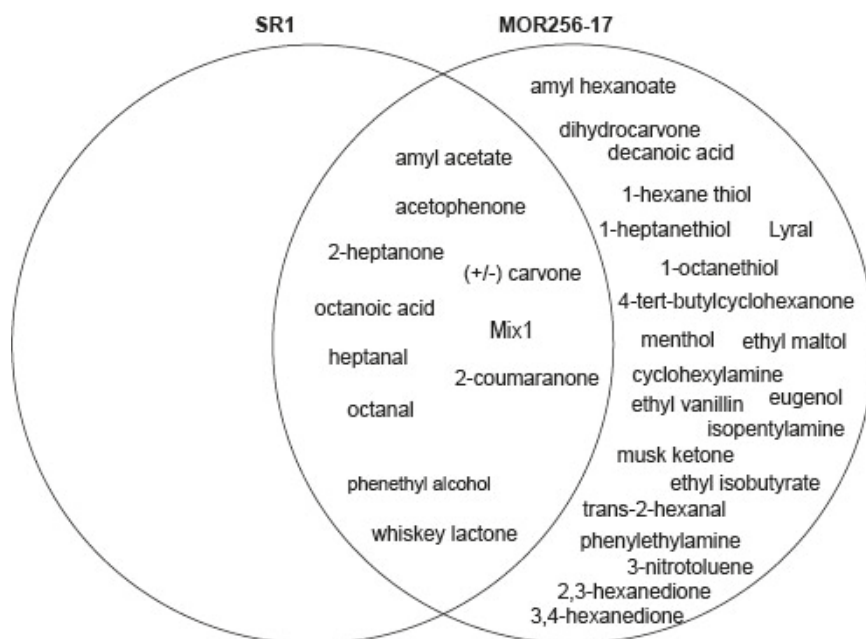 SR1
MOR256-17
amyl hexanoate
dihydrocarvone
decanoic acid
amyl acetate
1-hexane thiol
acetophenone
1-heptanethiol Lyral
2-heptanone
(+/-) carvone
1-octanethiol
octanoic acid
4-tert-butylcyclohexanone
Mix1
menthol ethyl maltol
heptanal
2-coumaranone
cyclohexylamine
octanal
ethyl vanillin eugenol
isopentylamine
musk ketone
phenethyl alcohol
ethyl isobutyrate
trans-2-hexanal
whiskey lactone
phenylethylamine
3-nitrotoluene
2,3-hexanedione
3,4-hexanedione